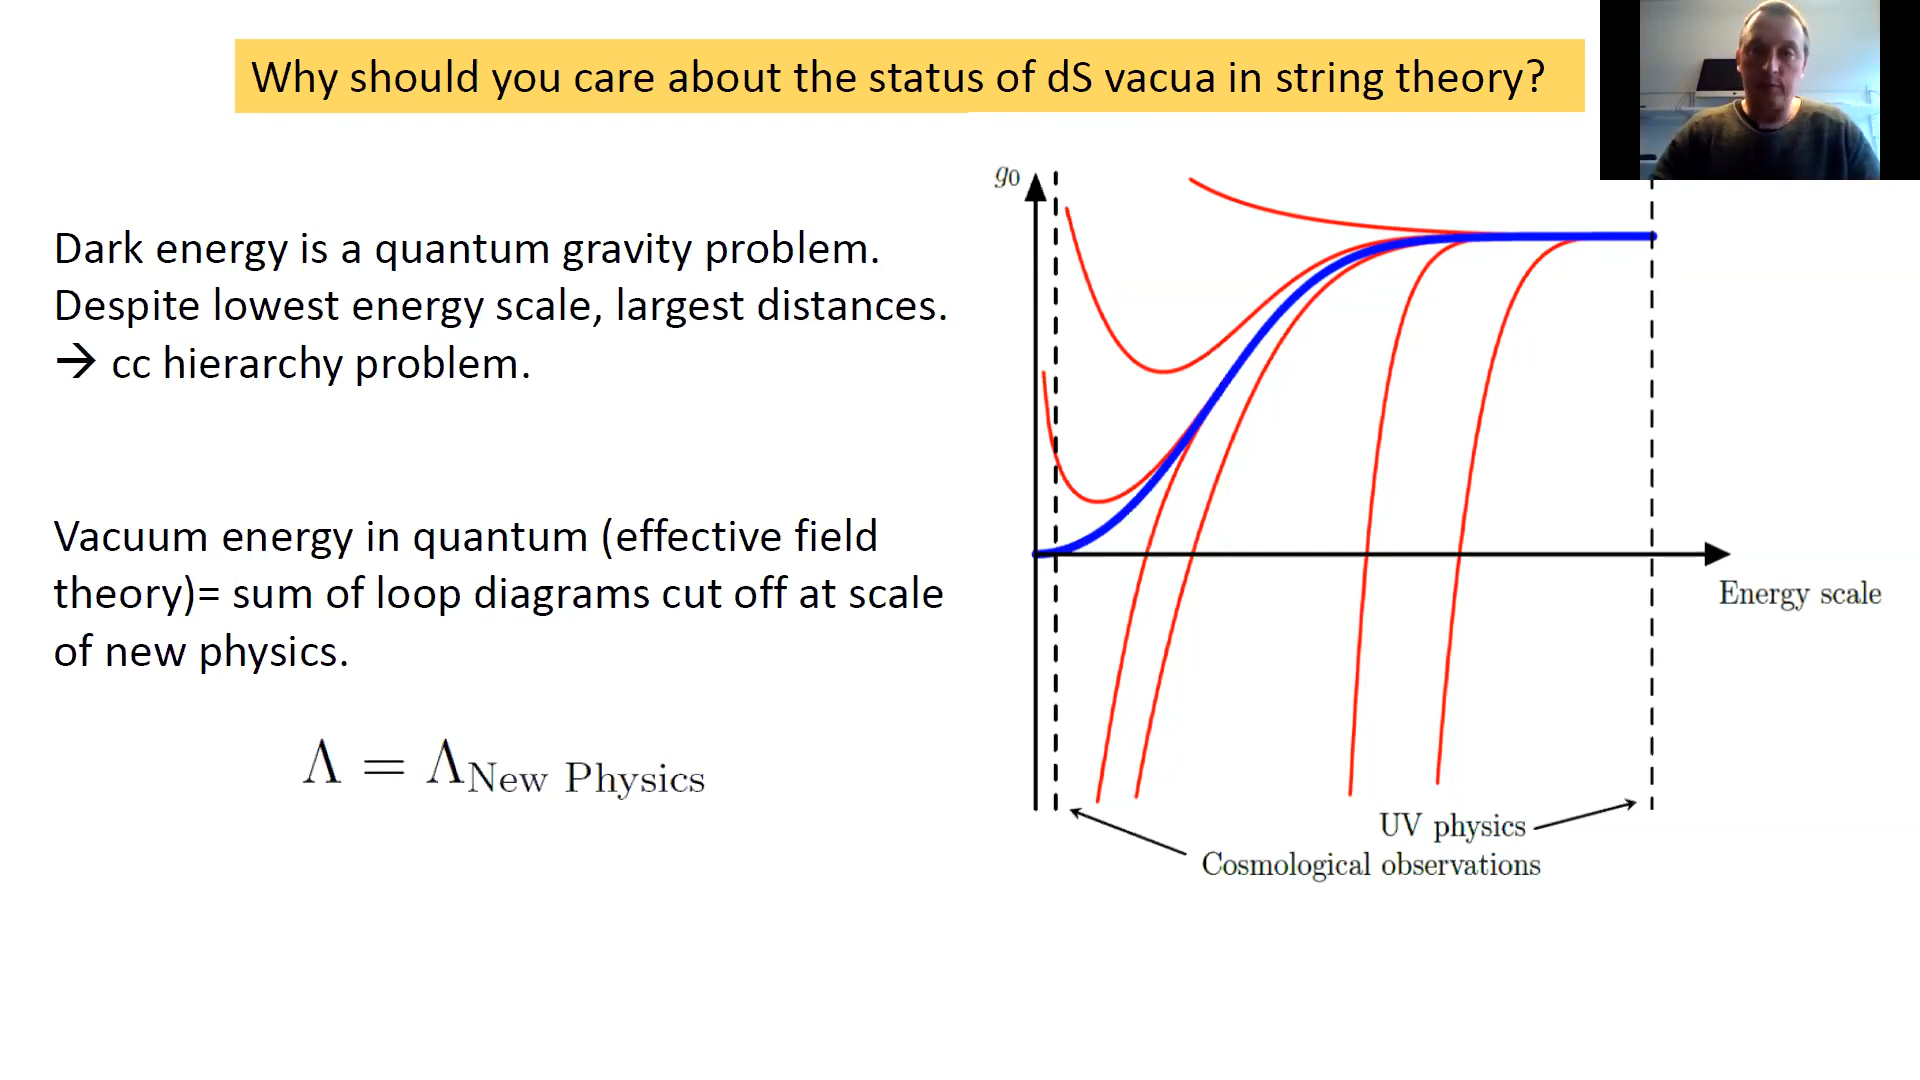 Why should you care about the status of dS vacua in string theory?
Dark energy is a quantum gravity problem.
Despite lowest energy scale, largest distances.
→ cc hierarchy problem.
Vacuum energy in quantum (effective field
theory)= sum of loop diagrams cut off at scale
of new physics.
Λ = Λ_New Physics
g₀
Energy scale
UV physics
Cosmological observations